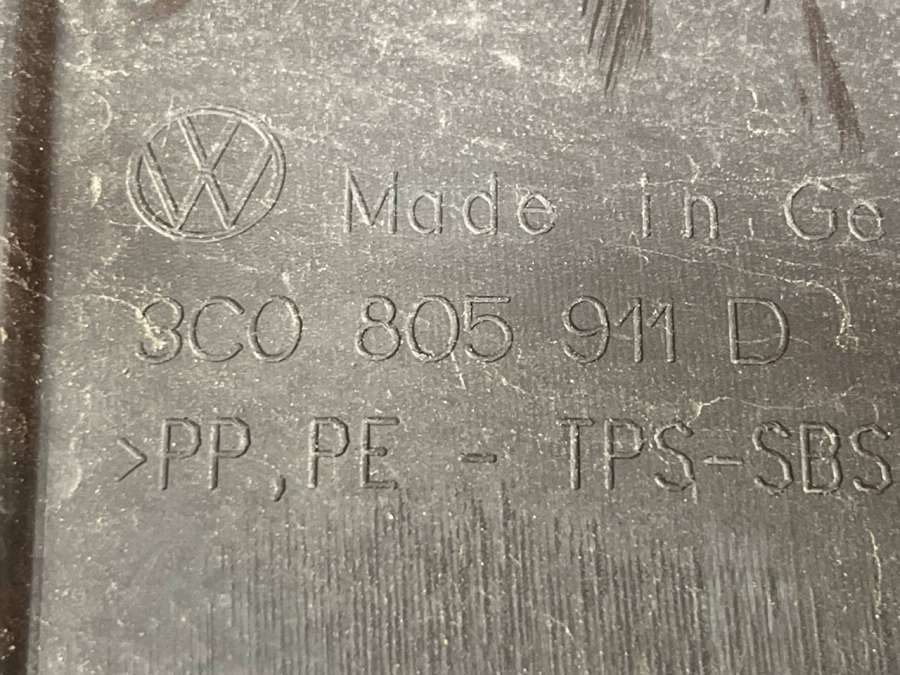 Made in Ge
3C0 805 911 D
>PP,PE - TPS-SBS